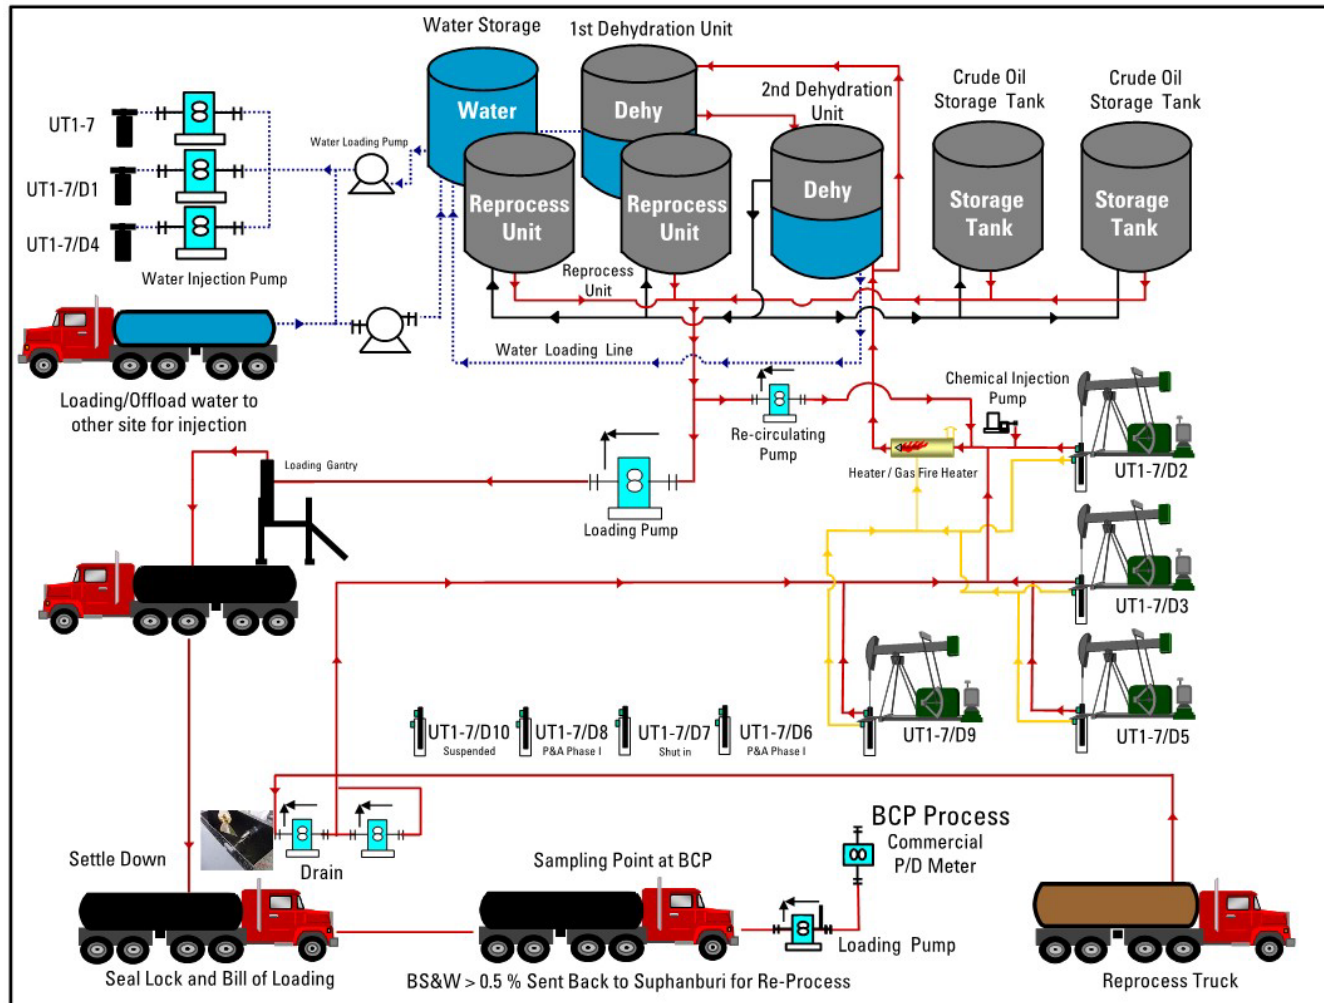 Water Storage
1st Dehydration Unit
2nd Dehydration
Unit
Crude Oil
Storage Tank
Crude Oil
Storage Tank
Water
Dehy
Dehy
Reprocess
Unit
Reprocess
Unit
Storage
Tank
Storage
Tank
UT1-7
UT1-7/D1
UT1-7/D4
Water Loading Pump
Water Injection Pump
Reprocess
Unit
Water Loading Line
Loading/Offload water to
other site for injection
Re-circulating
Pump
Chemical Injection
Pump
Heater / Gas Fire Heater
UT1-7/D2
Loading Gantry
Loading Pump
UT1-7/D3
UT1-7/D10
Suspended
UT1-7/D8
P&A Phase I
UT1-7/D7
Shut in
UT1-7/D6
P&A Phase I
UT1-7/D9
UT1-7/D5
BCP Process
Commercial
P/D Meter
Settle Down
Drain
Sampling Point at BCP
Loading Pump
Seal Lock and Bill of Loading
BS&W > 0.5 % Sent Back to Suphanburi for Re-Process
Reprocess Truck